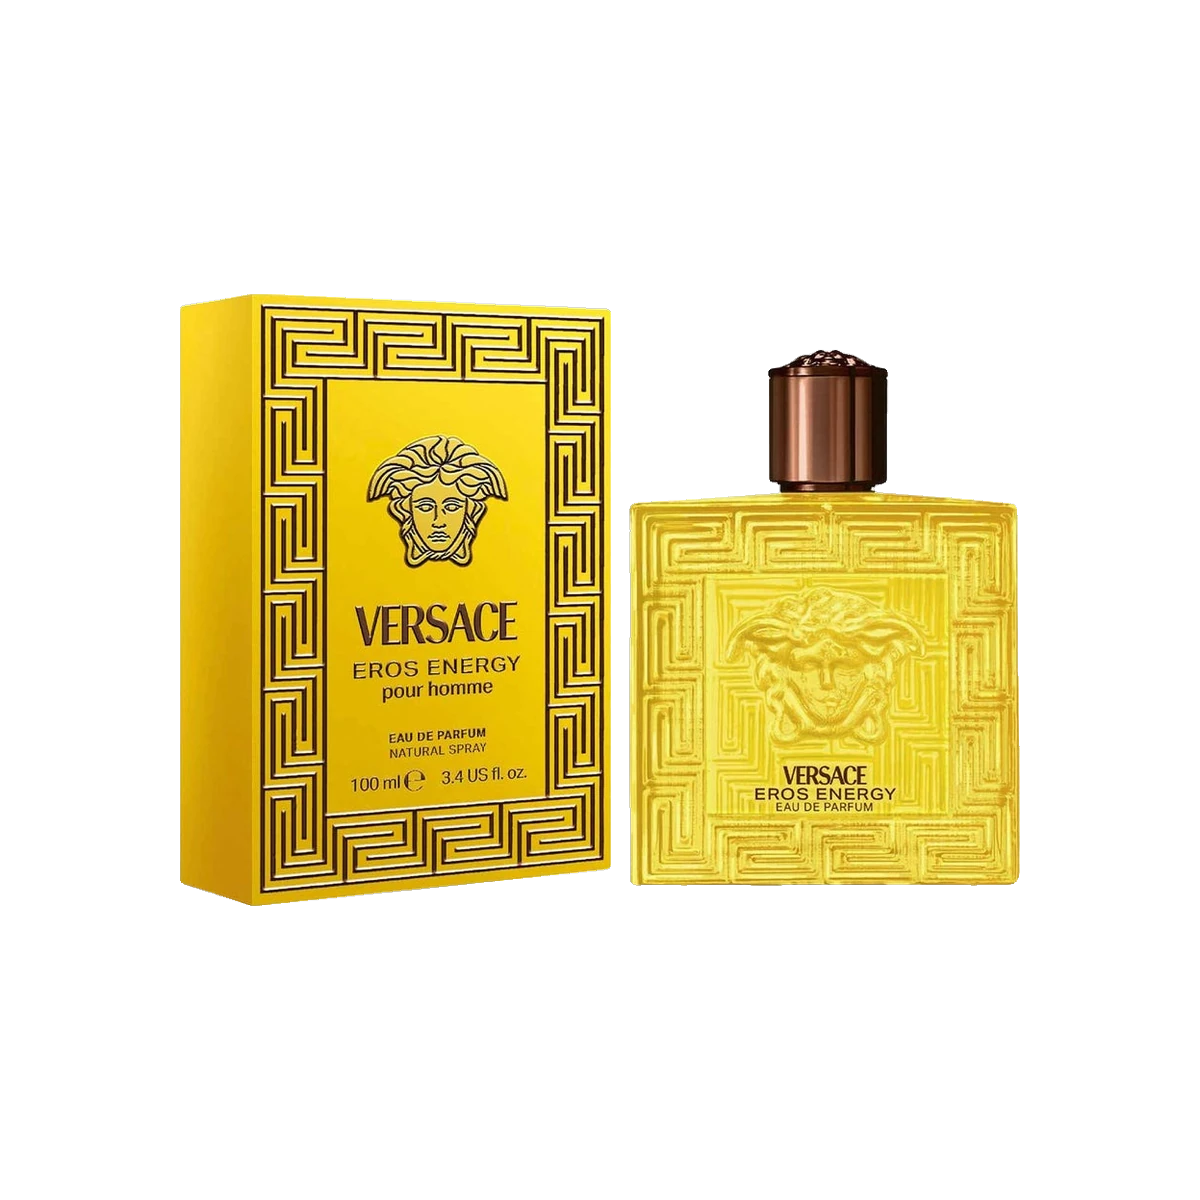 VERSACE
EROS ENERGY
pour homme
EAU DE PARFUM
NATURAL SPRAY
100 ml ℮ 3.4 US fl. oz.
VERSACE
EROS ENERGY
EAU DE PARFUM